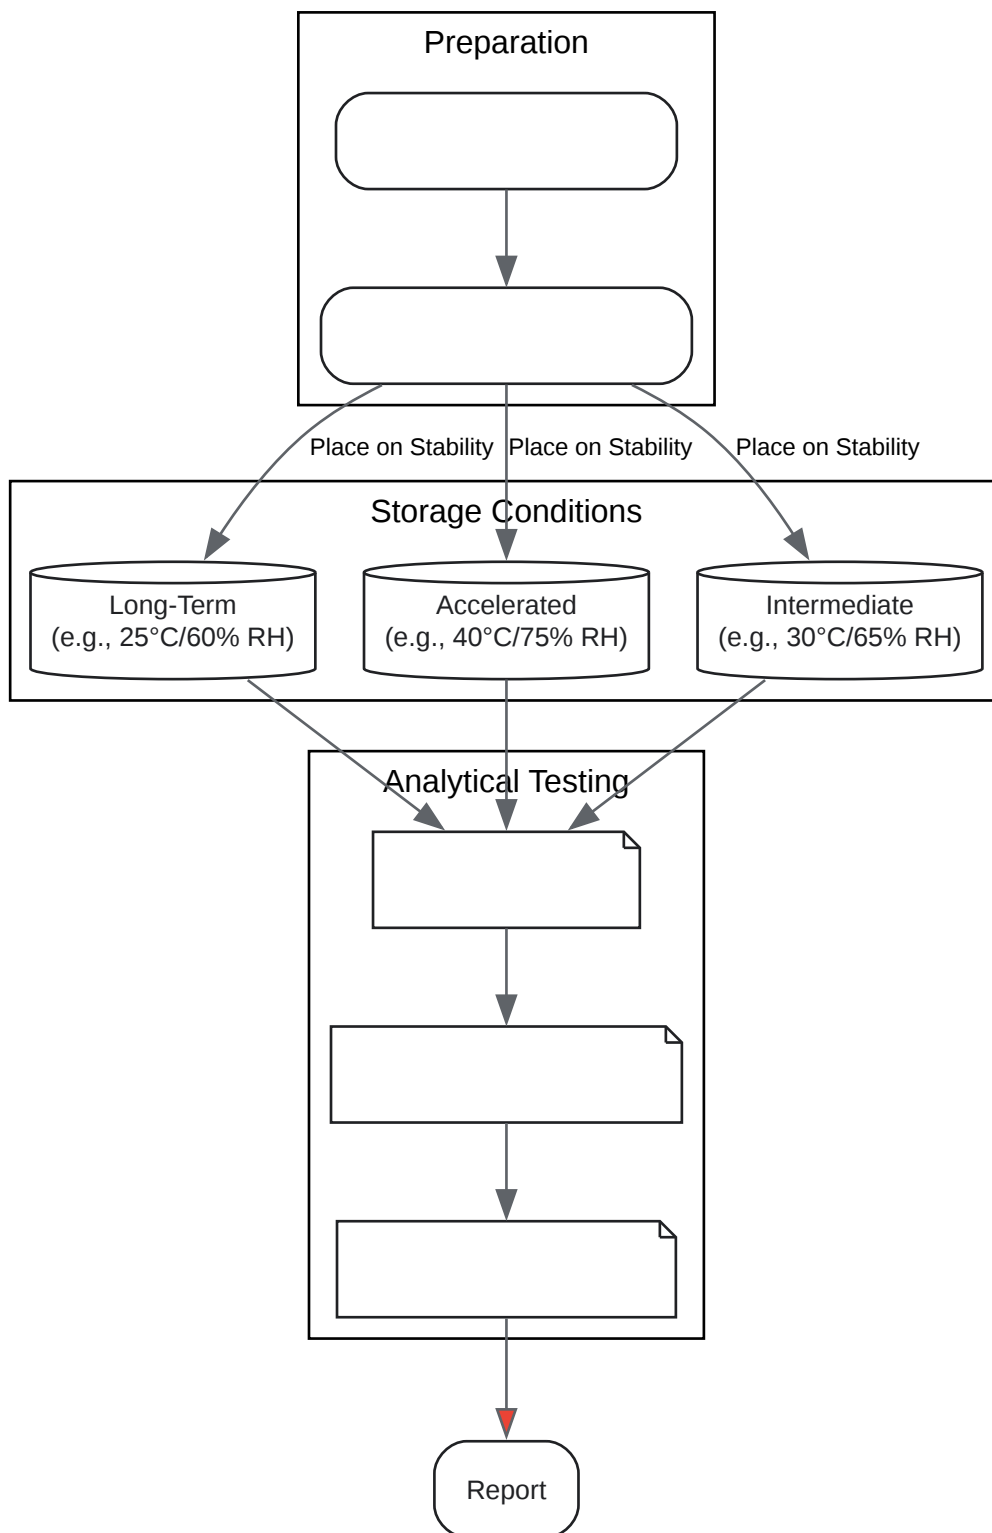 Preparation
Place on Stability
Place on Stability
Place on Stability
Storage Conditions
Long-Term
(e.g., 25°C/60% RH)
Accelerated
(e.g., 40°C/75% RH)
Intermediate
(e.g., 30°C/65% RH)
Analytical Testing
Report